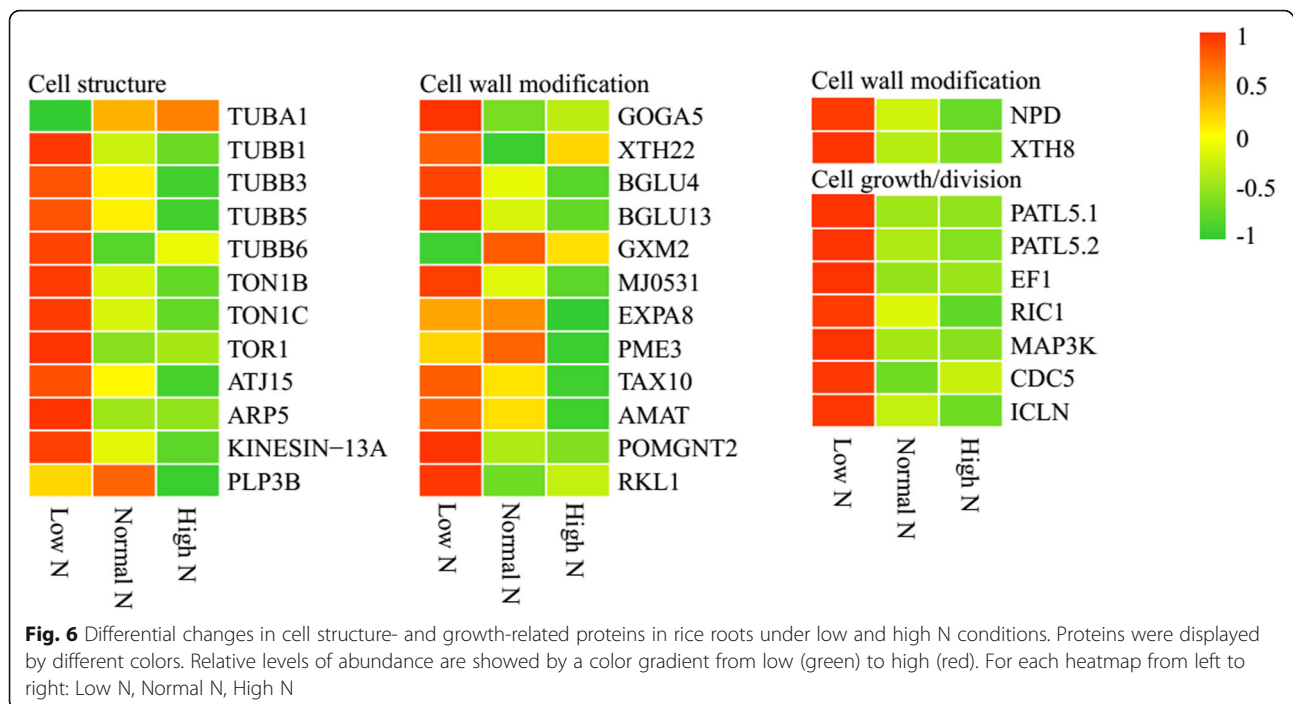 Cell structure
TUBA1
TUBB1
TUBB3
TUBB5
TUBB6
TON1B
TON1C
TOR1
ATJ15
ARP5
KINESIN−13A
PLP3B
Low N
Normal N
High N
Cell wall modification
GOGA5
XTH22
BGLU4
BGLU13
GXM2
MJ0531
EXPA8
PME3
TAX10
AMAT
POMGNT2
RKL1
Low N
Normal N
High N
Cell wall modification
NPD
XTH8
Cell growth/division
PATL5.1
PATL5.2
EF1
RIC1
MAP3K
CDC5
ICLN
Low N
Normal N
High N
1
0.5
0
-0.5
-1
Fig. 6 Differential changes in cell structure- and growth-related proteins in rice roots under low and high N conditions. Proteins were displayed
by different colors. Relative levels of abundance are showed by a color gradient from low (green) to high (red). For each heatmap from left to
right: Low N, Normal N, High N